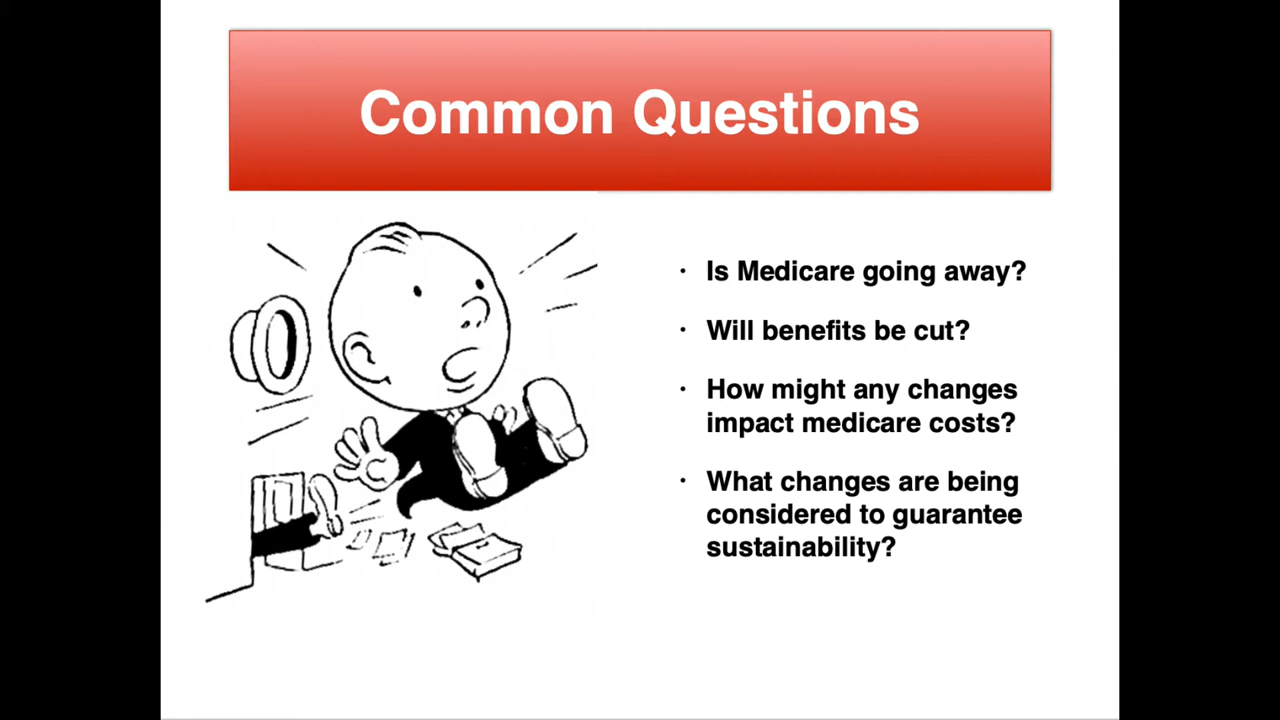 Common Questions
· Is Medicare going away?
· Will benefits be cut?
· How might any changes
impact medicare costs?
· What changes are being
considered to guarantee
sustainability?